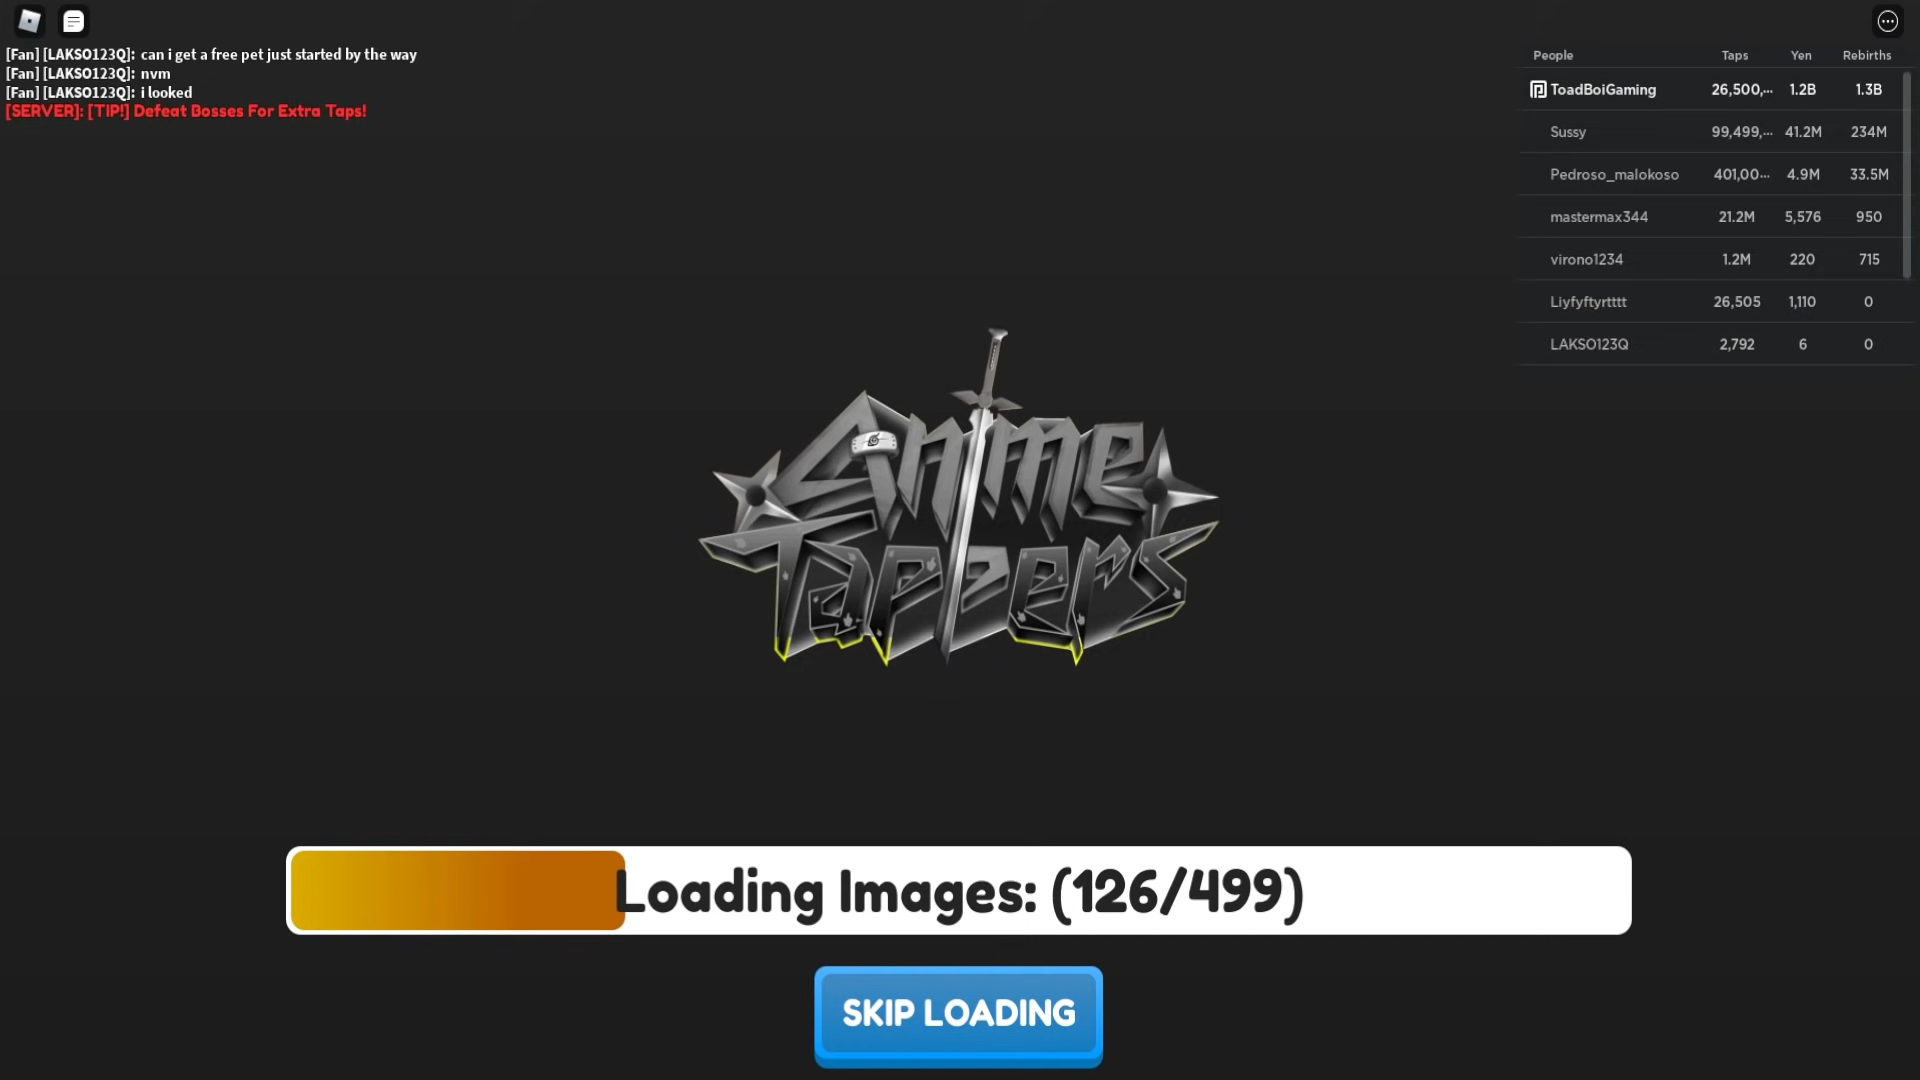 [Fan] [LAKSO123Q]: can i get a free pet just started by the way
[Fan] [LAKSO123Q]: nvm
[Fan] [LAKSO123Q]: i looked
[SERVER]: [TIP!] Defeat Bosses For Extra Taps!
People Taps Yen Rebirths
ToadBoiGaming 26,500,... 1.2B 1.3B
Sussy 99,499,... 41.2M 234M
Pedroso_malokoso 401,00... 4.9M 33.5M
mastermax344 21.2M 5,576 950
virono1234 1.2M 220 715
Liyfyftyrtttt 26,505 1,110 0
LAKSO123Q 2,792 6 0
Anime
Tappers
Loading Images: (126/499)
SKIP LOADING